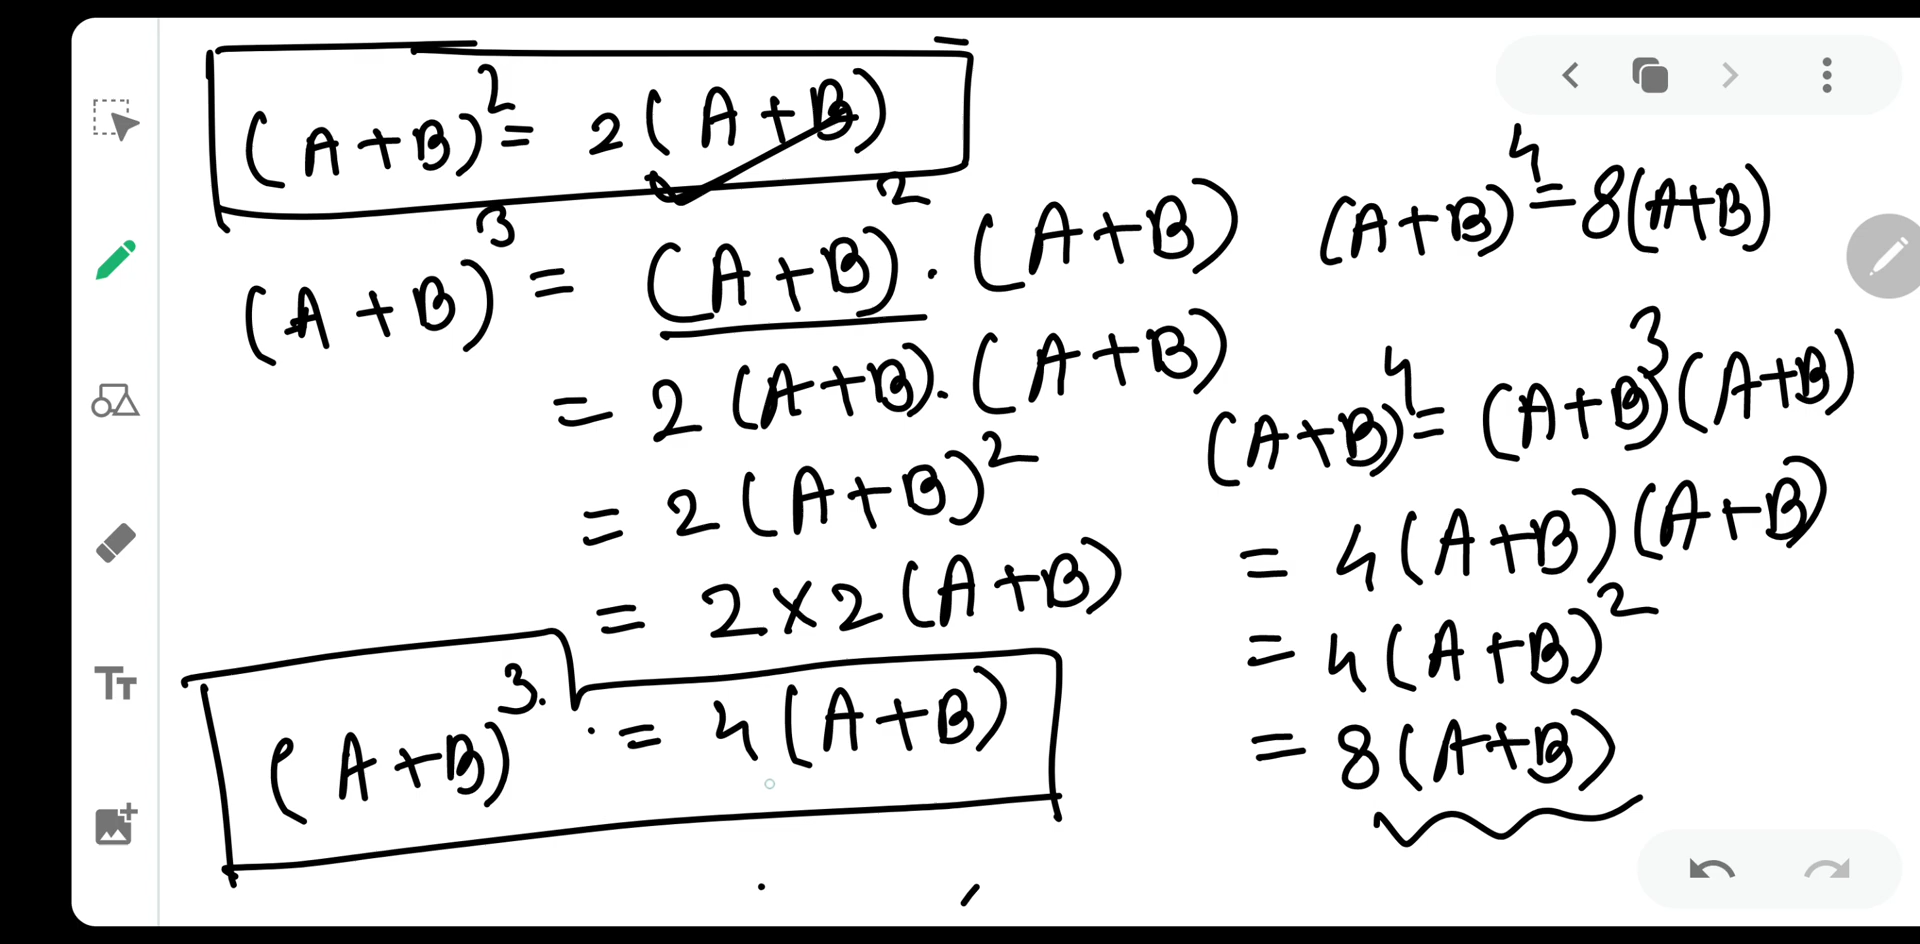 (A+B)² = 2(A+B)
(A+B)³ = (A+B)² . (A+B)
= 2(A+B) . (A+B)
= 2(A+B)²
= 2×2(A+B)
(A+B)³ = 4(A+B)
(A+B)⁴ = 8(A+B)
(A+B)⁴ = (A+B)³(A+B)
= 4(A+B)(A+B)
= 4(A+B)²
= 8(A+B)
TT